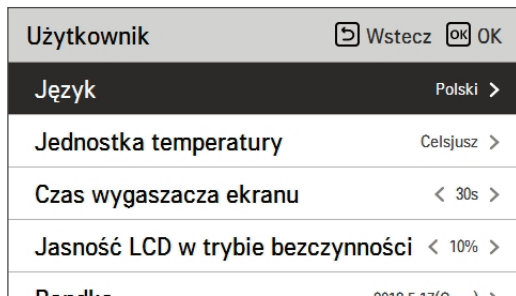 Użytkownik Wstecz OK OK
Język Polski >
Jednostka temperatury Celsjusz >
Czas wygaszacza ekranu < 30s >
Jasność LCD w trybie bezczynności < 10% >